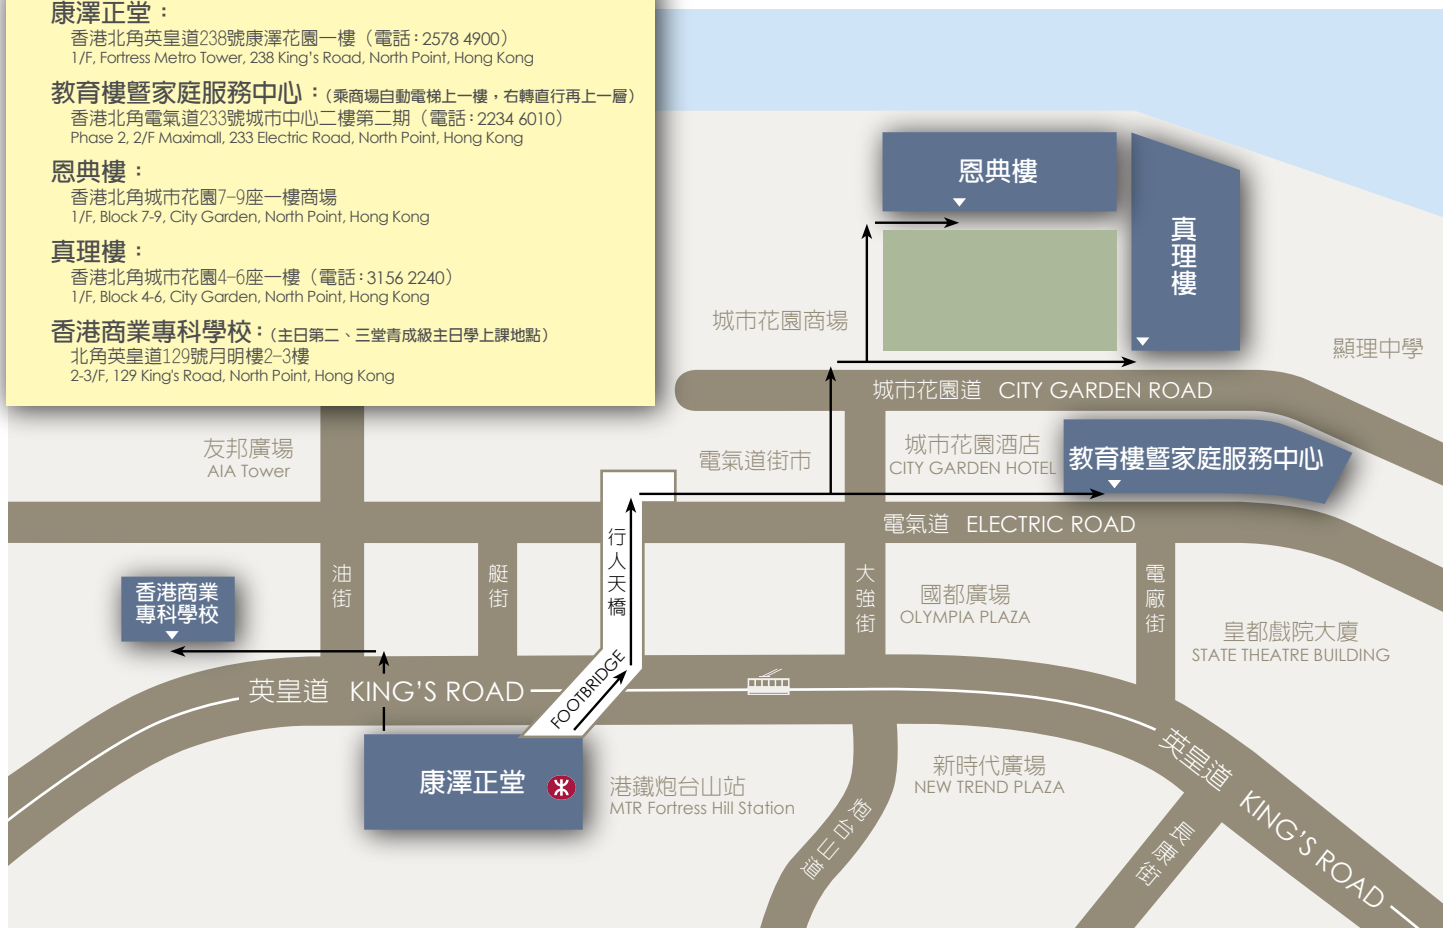 康澤正堂：
香港北角英皇道238號康澤花園一樓（電話：2578 4900）
1/F, Fortress Metro Tower, 238 King's Road, North Point, Hong Kong
教育樓暨家庭服務中心：（乘商場自動電梯上一樓，右轉直行再上一層）
香港北角電氣道233號城市中心二樓第二期（電話：2234 6010）
Phase 2, 2/F Maximall, 233 Electric Road, North Point, Hong Kong
恩典樓：
香港北角城市花園7-9座一樓商場
1/F, Block 7-9, City Garden, North Point, Hong Kong
真理樓：
香港北角城市花園4-6座一樓（電話：3156 2240）
1/F, Block 4-6, City Garden, North Point, Hong Kong
香港商業專科學校：（主日第二、三堂青成級主日學上課地點）
北角英皇道129號月明樓2-3樓
2-3/F, 129 King's Road, North Point, Hong Kong
恩典樓
真理樓
城市花園商場
顯理中學
城市花園道 CITY GARDEN ROAD
友邦廣場
AIA Tower
電氣道街市
城市花園酒店
CITY GARDEN HOTEL
教育樓暨家庭服務中心
電氣道 ELECTRIC ROAD
行人天橋
FOOTBRIDGE
油街
艇街
大強街
電廠街
香港商業
專科學校
國都廣場
OLYMPIA PLAZA
皇都戲院大廈
STATE THEATRE BUILDING
英皇道 KING'S ROAD
康澤正堂
港鐵炮台山站
MTR Fortress Hill Station
新時代廣場
NEW TREND PLAZA
炮台山道
長康街
英皇道 KING'S ROAD